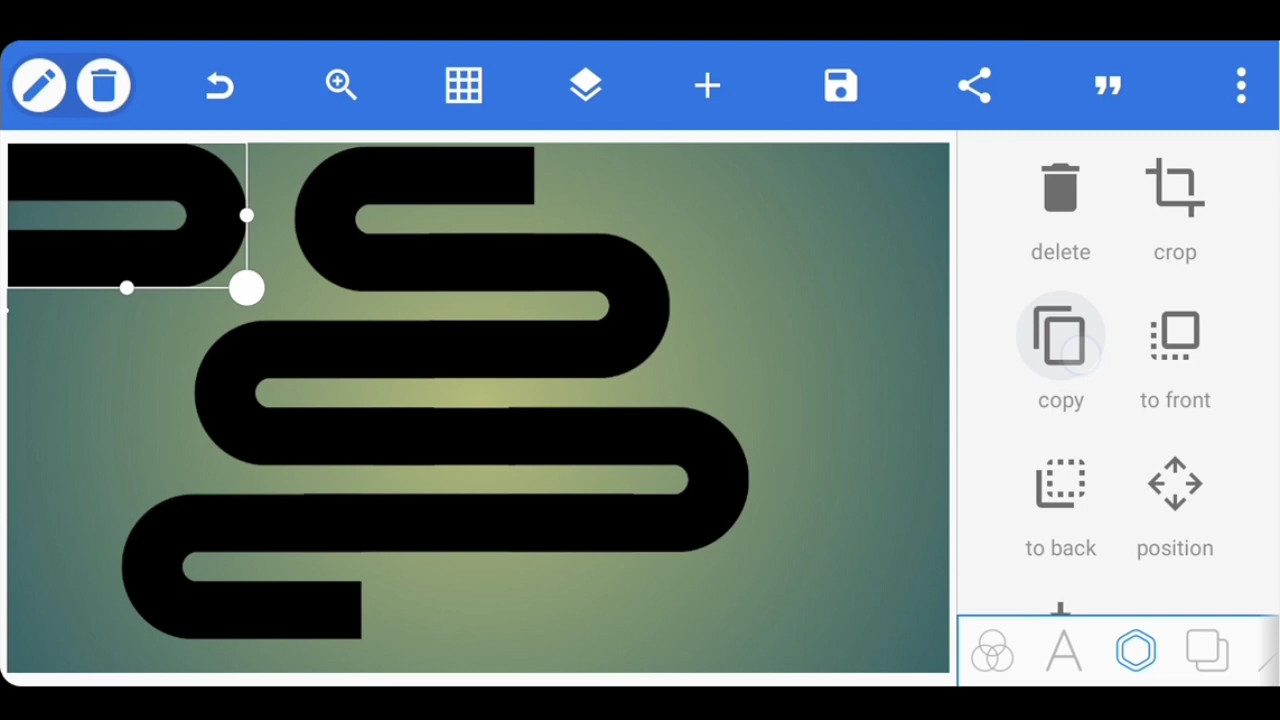 delete
crop
copy
to front
to back
position